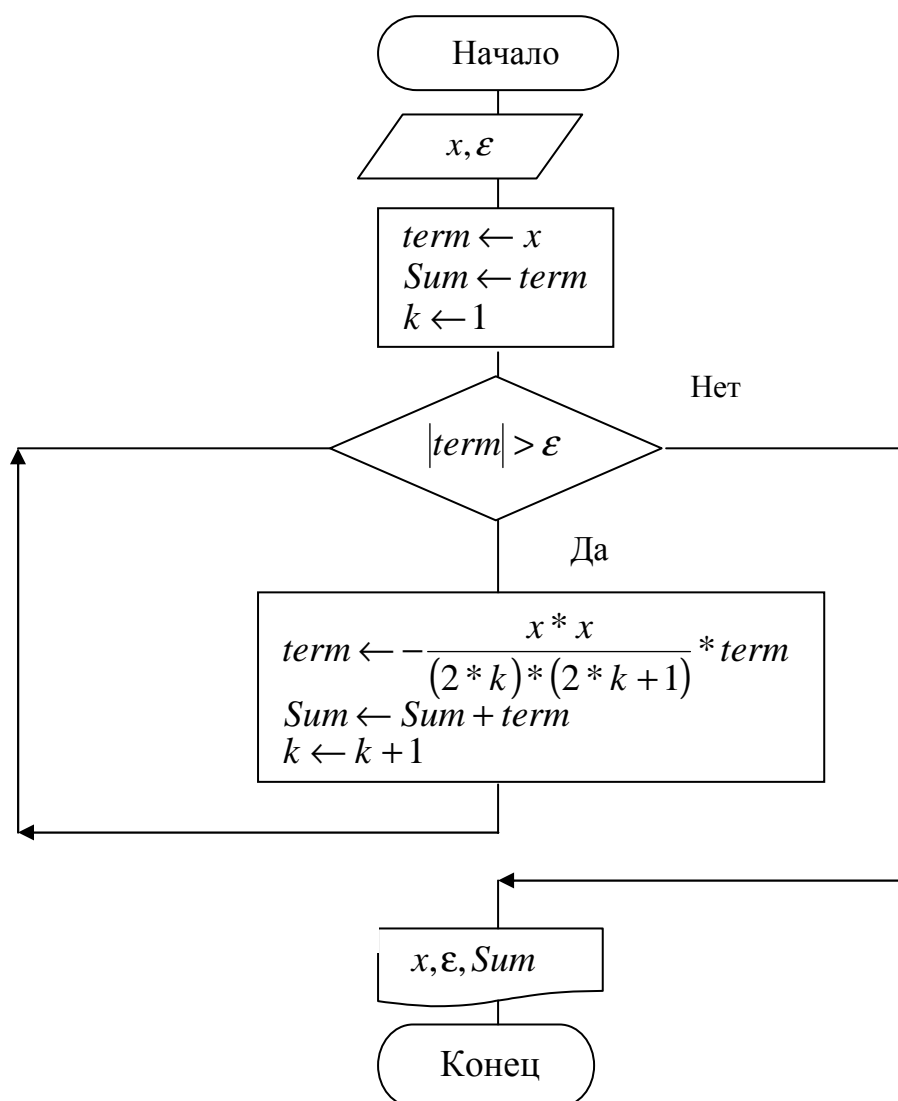 Начало
x, ε
term ← x
Sum ← term
k ← 1
Нет
|term| > ε
Да
term ← - x * x / (2 * k) * (2 * k + 1) * term
Sum ← Sum + term
k ← k + 1
x, ε, Sum
Конец